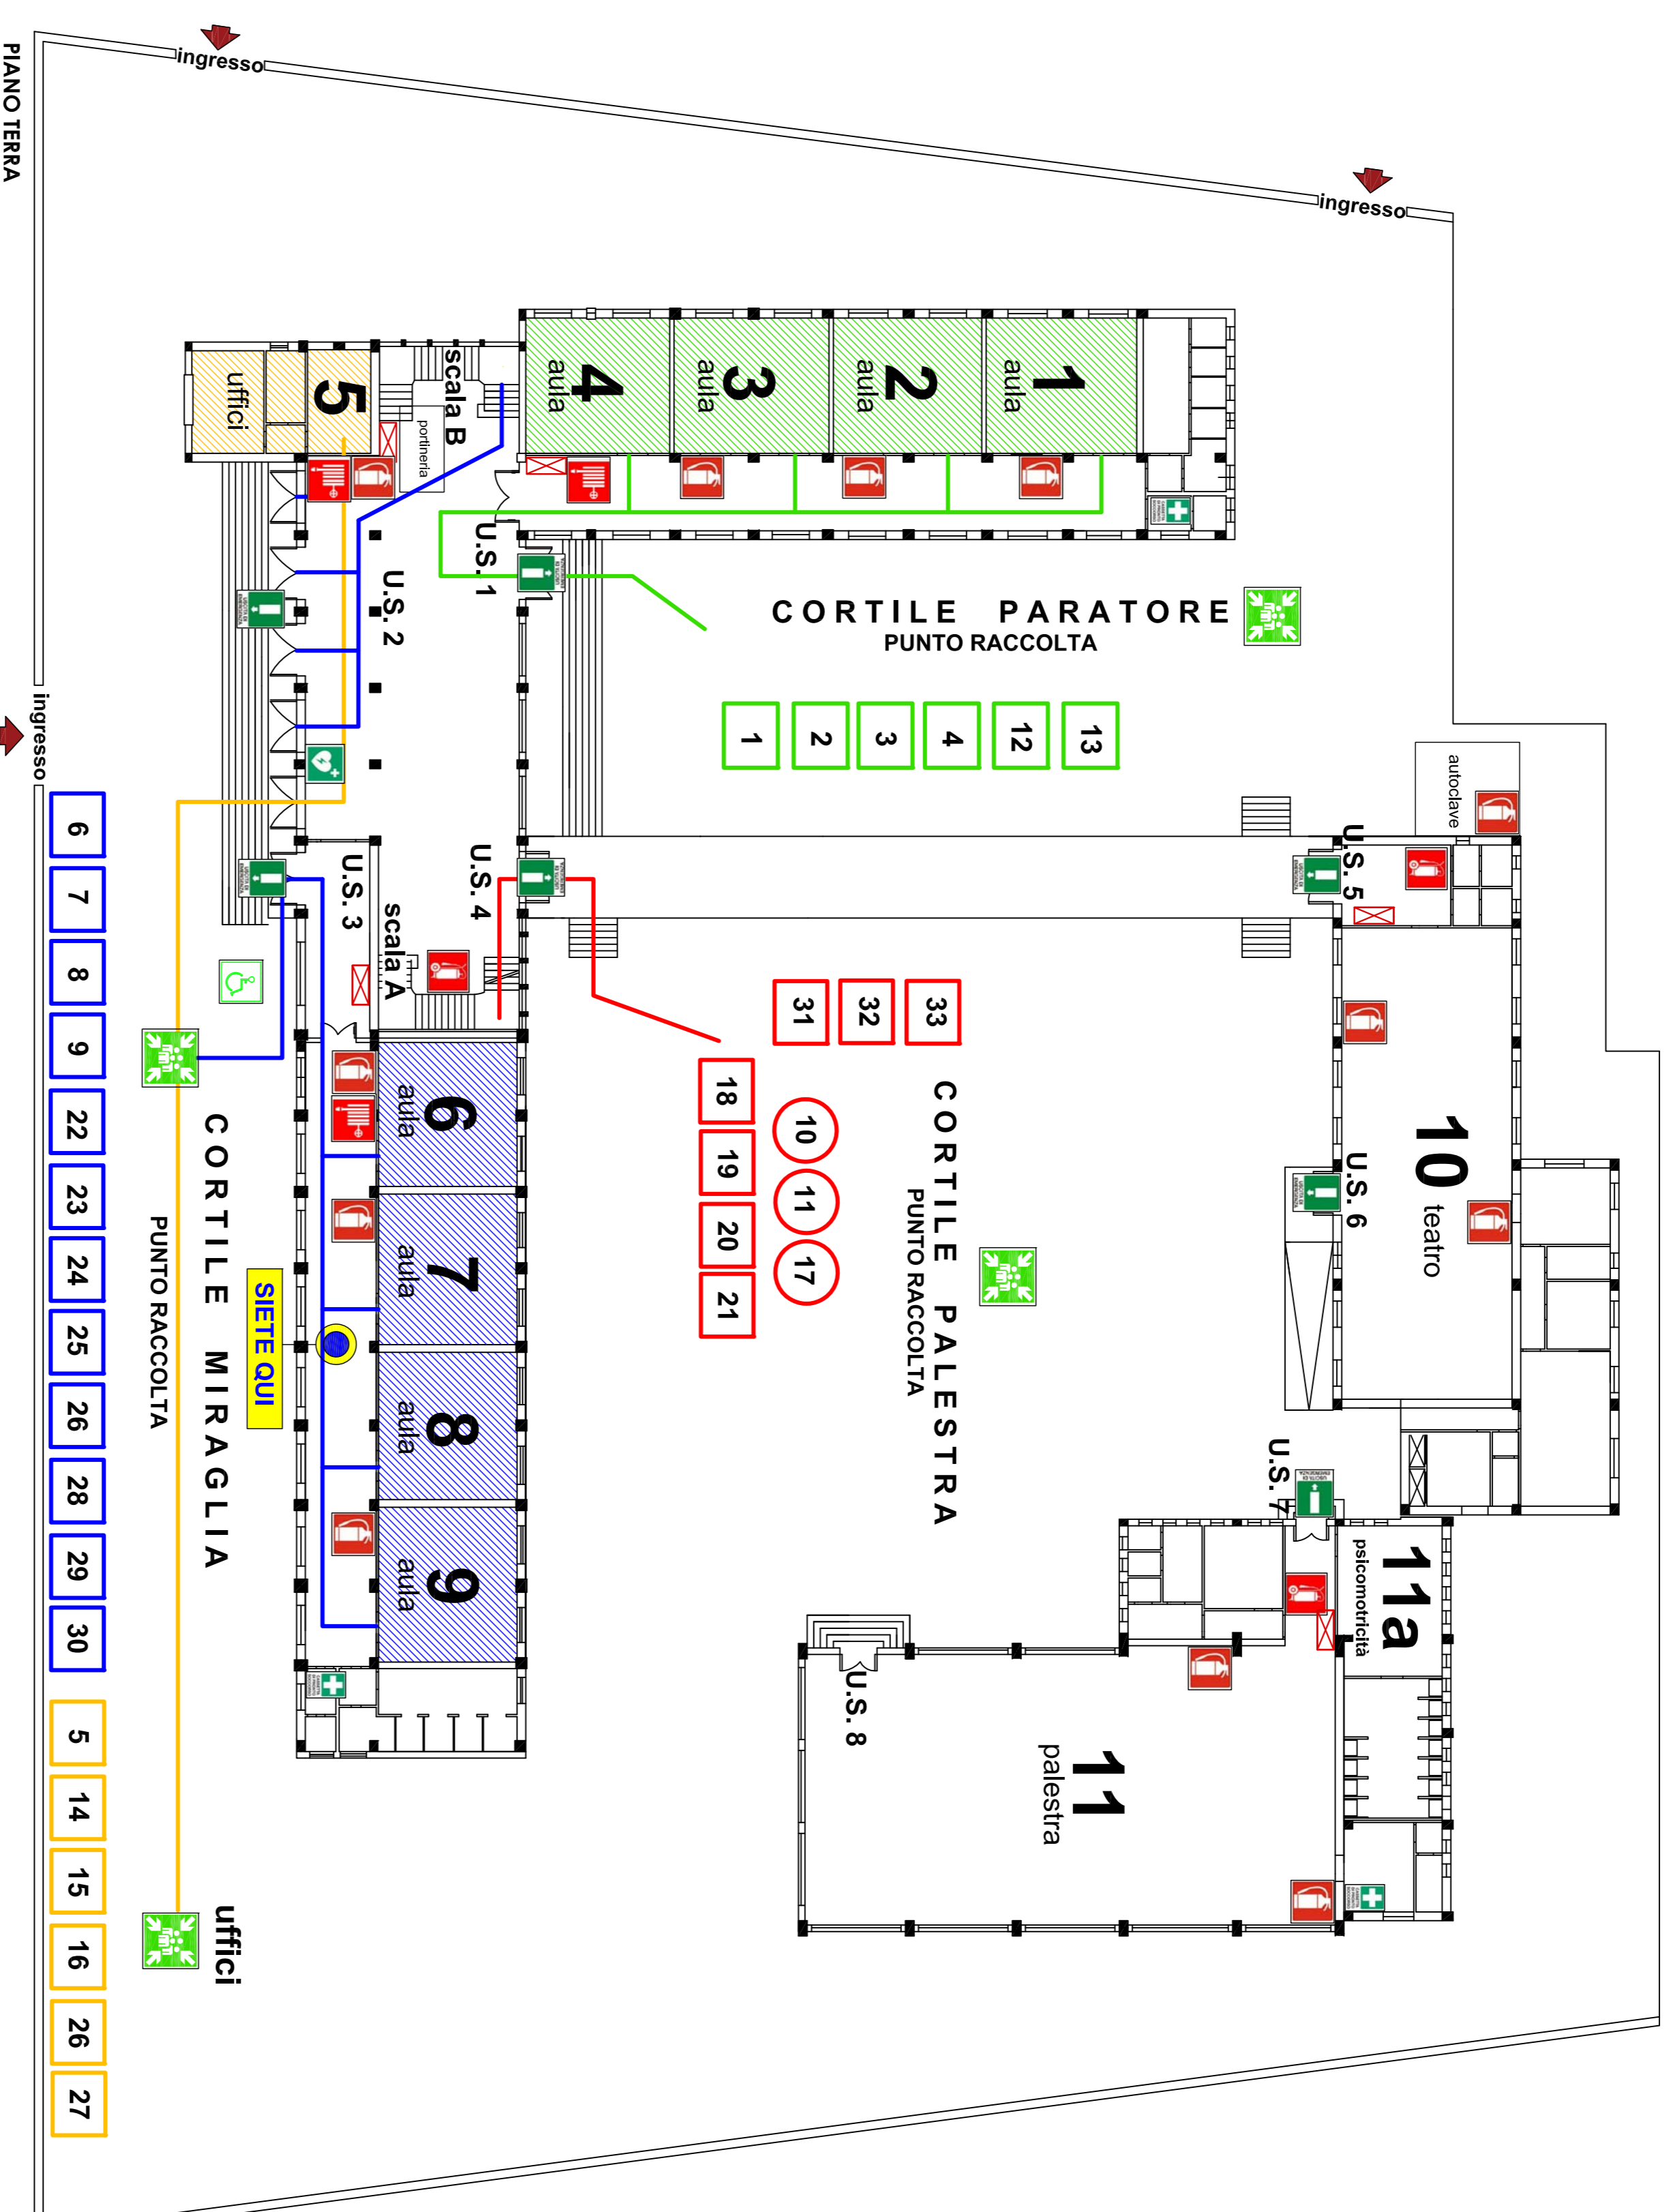 PIANO TERRA
ingresso
ingresso
ingresso
1
aula
2
aula
3
aula
4
aula
5
uffici
scala B
portineria
U.S. 1
U.S. 2
U.S. 3
U.S. 4
scala A
CORTILE PARATORE
PUNTO RACCOLTA
1
2
3
4
12
13
autoclave
U.S. 5
10
teatro
U.S. 6
31
32
33
18
19
20
21
10
11
17
CORTILE PALESTRA
PUNTO RACCOLTA
U.S. 7
USCITA DI
EMERGENZA
11a
psicomotricità
U.S. 8
11
palestra
6
aula
7
aula
8
aula
9
aula
SIETE QUI
CORTILE MIRAGLIA
PUNTO RACCOLTA
uffici
6
7
8
9
22
23
24
25
26
28
29
30
5
14
15
16
26
27